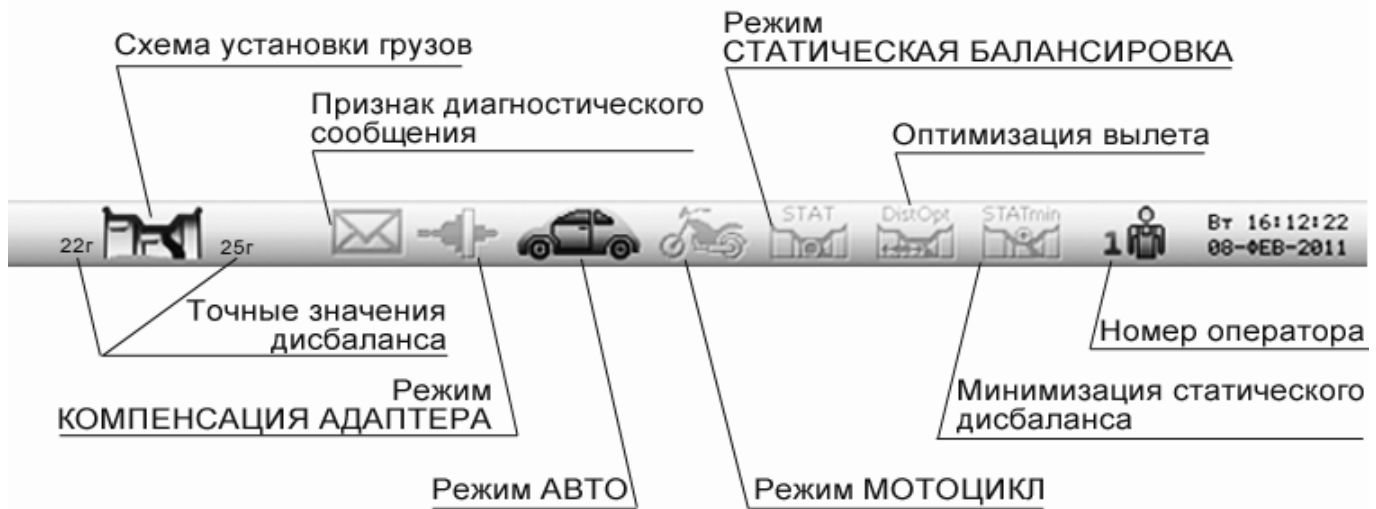 Режим
СТАТИЧЕСКАЯ БАЛАНСИРОВКА
Схема установки грузов
Признак диагностического
сообщения
Оптимизация вылета
STAT
DistOpt
STATmin
22г
25г
1
Вт 16:12:22
08-ФЕВ-2011
Точные значения
дисбаланса
Номер оператора
Режим
КОМПЕНСАЦИЯ АДАПТЕРА
Минимизация статического
дисбаланса
Режим АВТО
Режим МОТОЦИКЛ